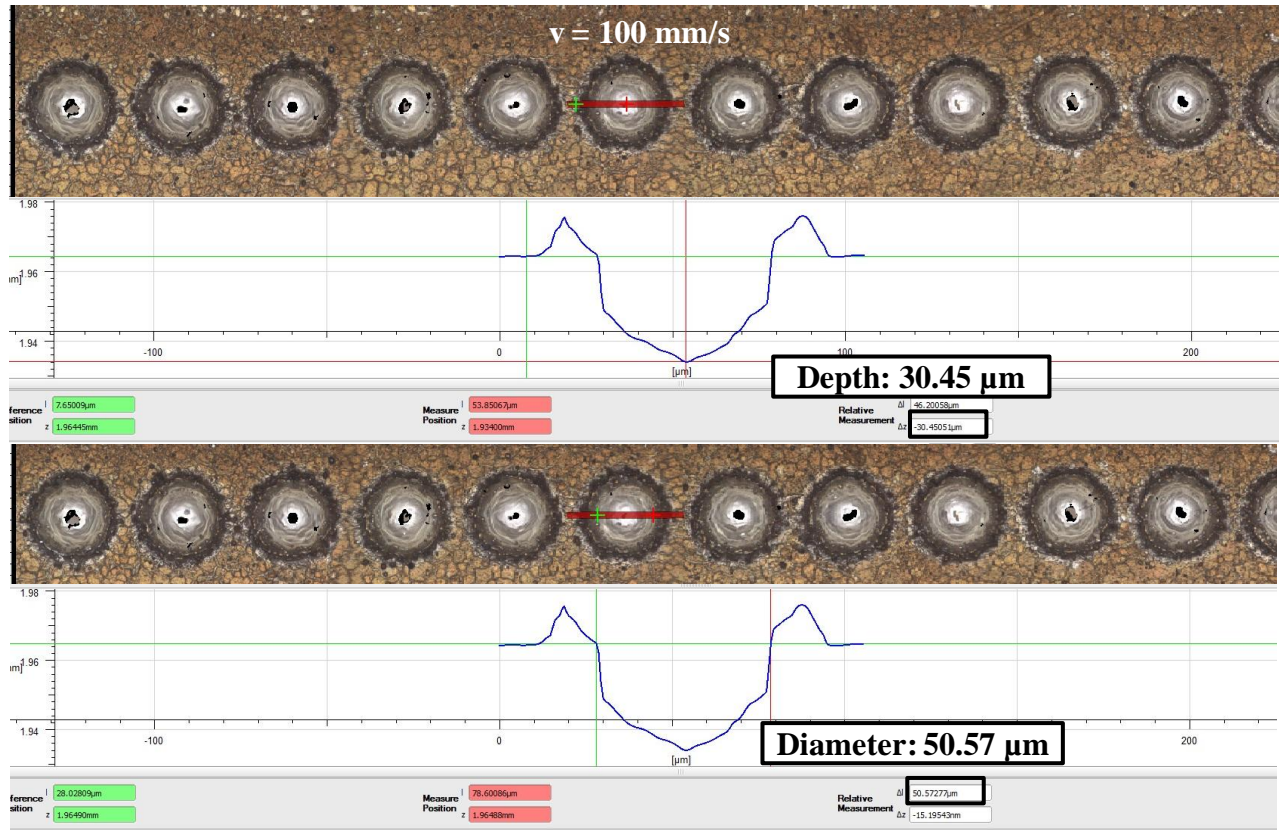 v = 100 mm/s
1.98
1.96
1.94
-100 0 100 200
[µm]
Depth: 30.45 µm
l 7.65009µm l 53.85067µm Δl 46.20058µm
ference Position z 1.96445mm Measure Position z 1.93400mm Relative Measurement Δz -30.45051µm
1.98
1.96
1.94
-100 0 200
[µm]
Diameter: 50.57 µm
l 28.02809µm l 78.60086µm Δl 50.57277µm
ference Position z 1.96490mm Measure Position z 1.96488mm Relative Measurement Δz -15.19543nm